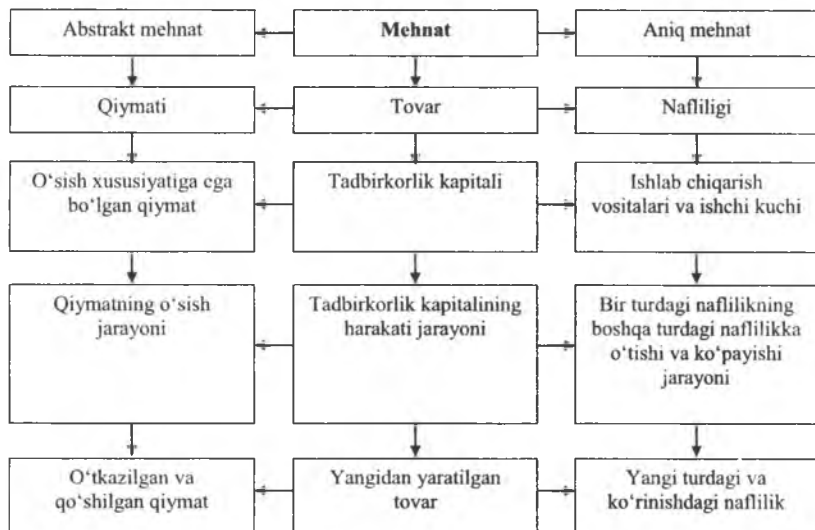 Abstrakt mehnat
Mehnat
Aniq mehnat
Qiymati
Tovar
Nafliligi
O‘sish xususiyatiga ega
bo‘lgan qiymat
Tadbirkorlik kapitali
Ishlab chiqarish
vositalari va ishchi kuchi
Qiymatning o‘sish
jarayoni
Tadbirkorlik kapitalining
harakati jarayoni
Bir turdagi naflilikning
boshqa turdagi naflilikka
o‘tishi va ko‘payishi
jarayoni
O‘tkazilgan va
qo‘shilgan qiymat
Yangidan yaratilgan
tovar
Yangi turdagi va
ko‘rinishdagi naflilik